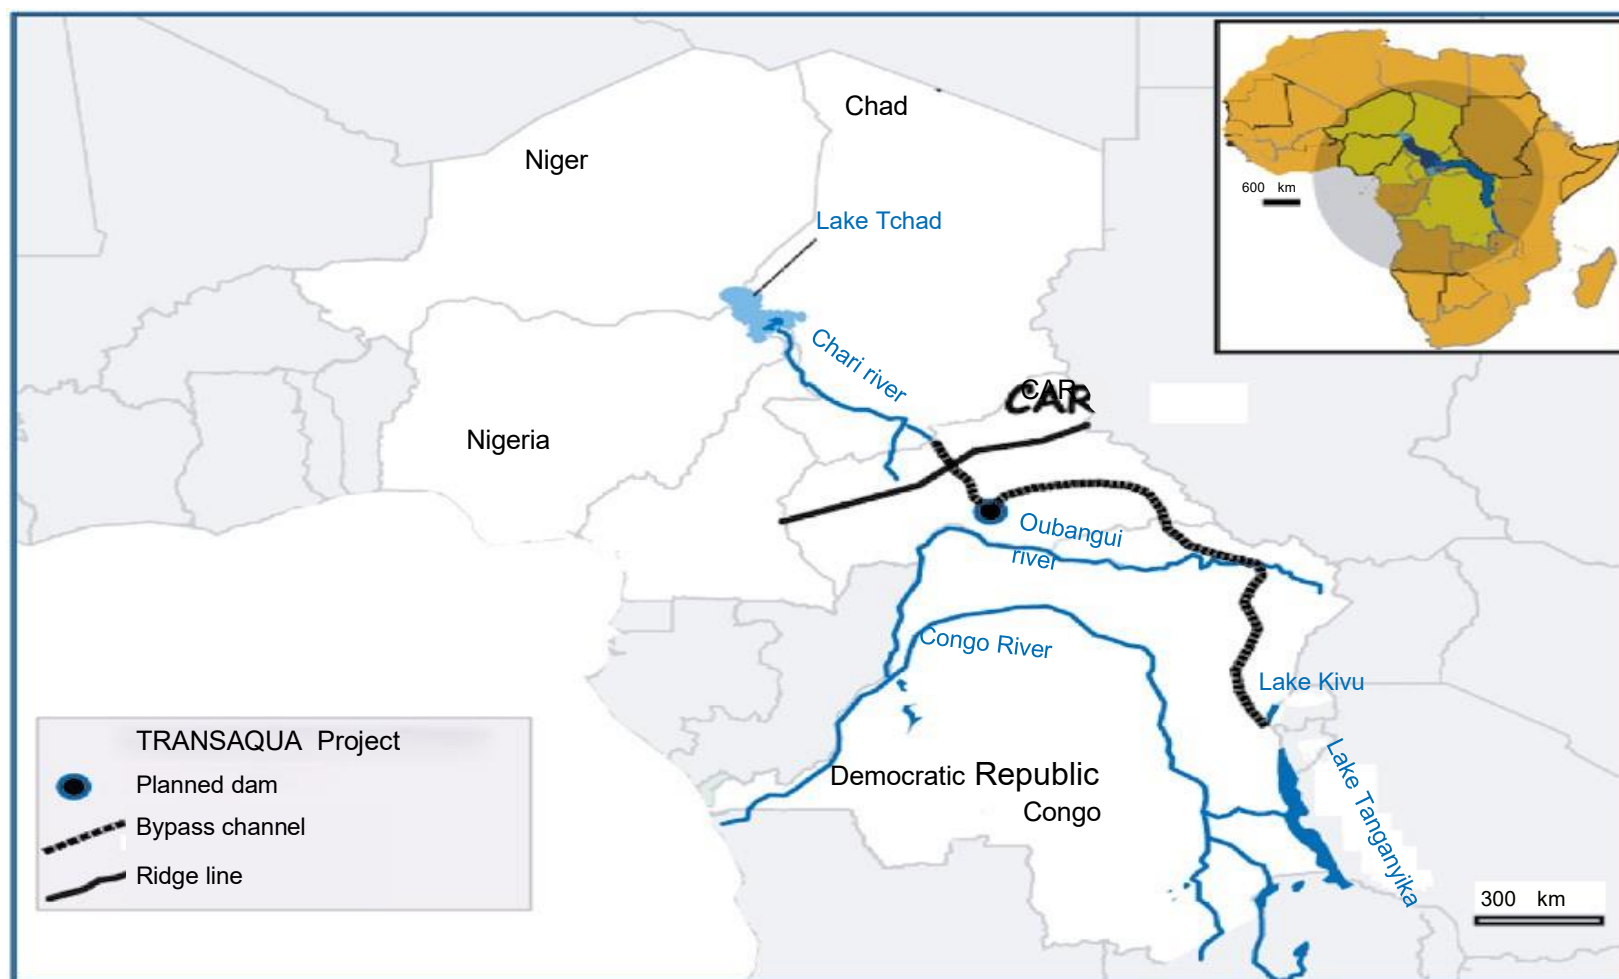 Chad
Niger
600 km
Lake Tchad
Chari river
CAR
CAR
Nigeria
Oubangui
river
Congo River
Lake Kivu
TRANSAQUA Project
Planned dam
Bypass channel
Ridge line
Democratic Republic
Congo
Lake Tanganyika
300 km